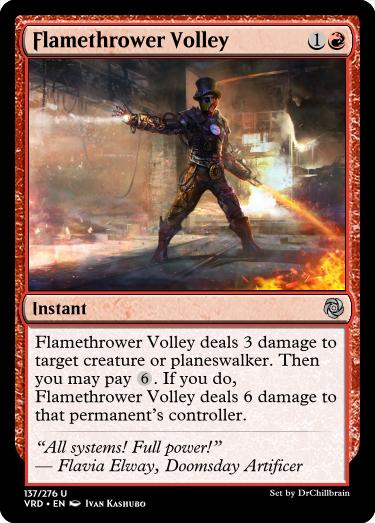 Flamethrower Volley 1
Instant
Flamethrower Volley deals 3 damage to
target creature or planeswalker. Then
you may pay 6. If you do,
Flamethrower Volley deals 6 damage to
that permanent's controller.
“All systems! Full power!”
— Flavia Elway, Doomsday Artificer
137/276 U
VRD • EN Ivan Kashubo
Set by DrChillbrain